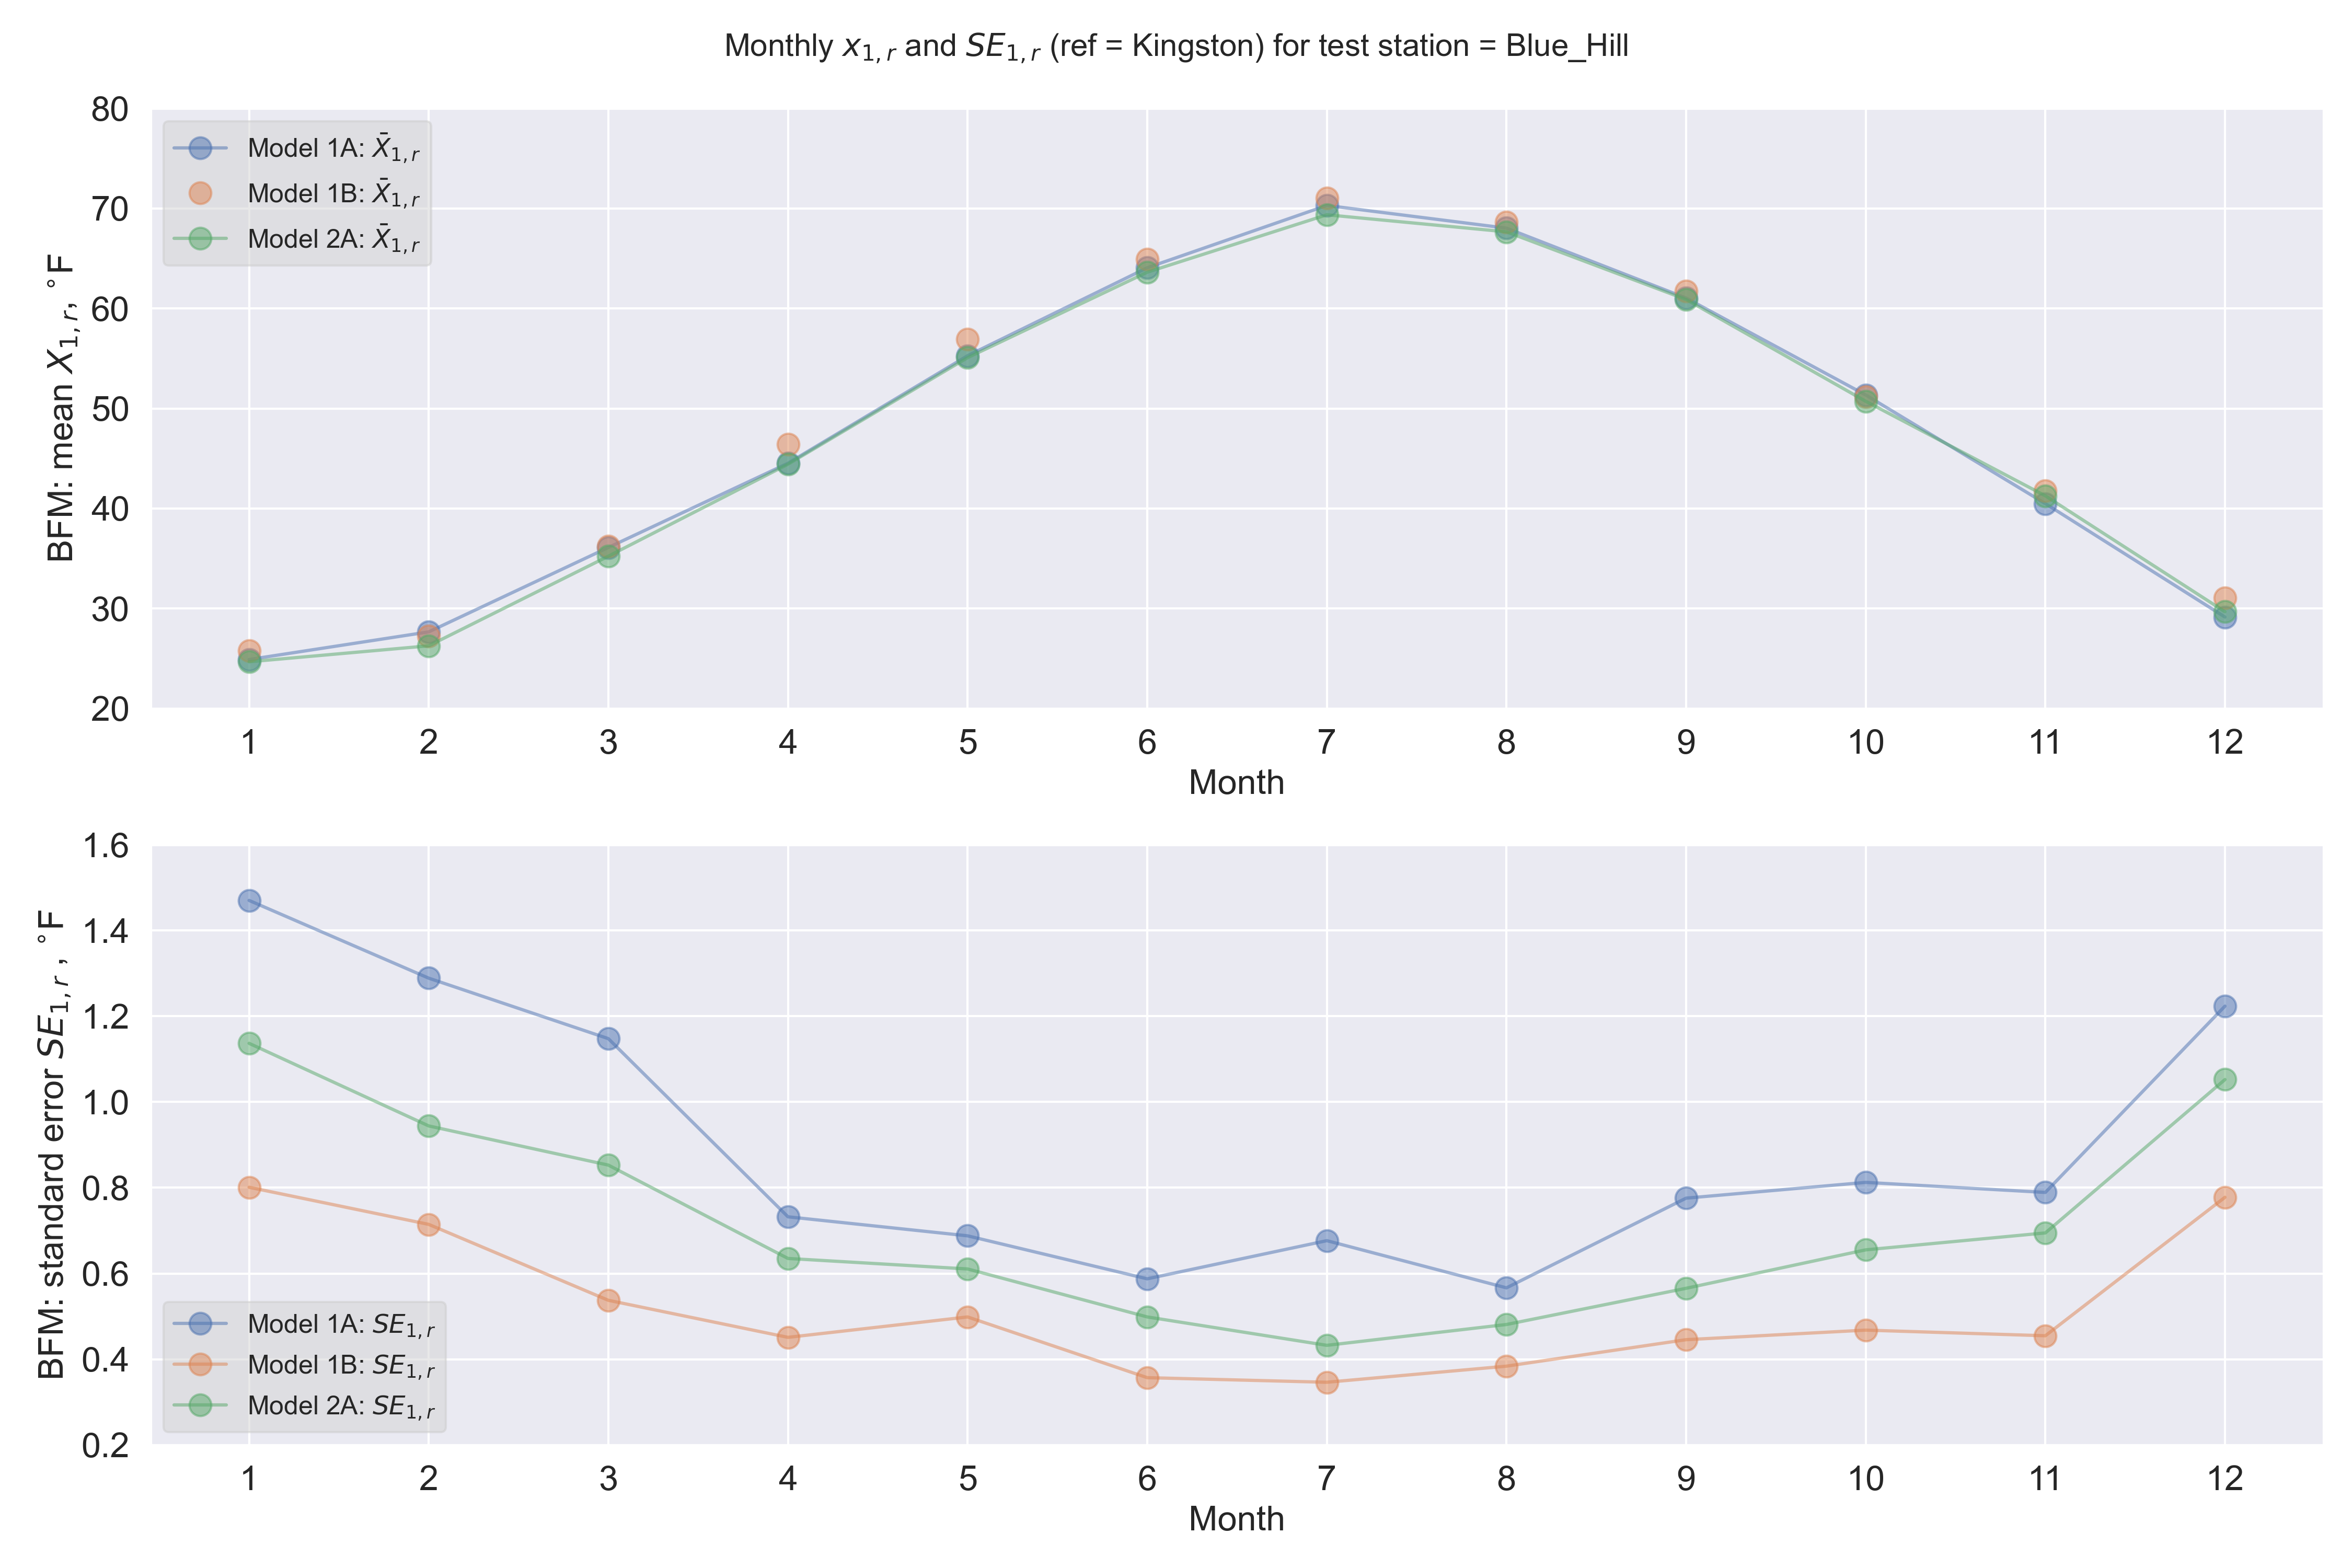 Monthly x₁,ᵣ and SE₁,ᵣ (ref = Kingston) for test station = Blue_Hill
80
70
60
50
40
30
20
BFM: mean X₁,ᵣ, °F
Model 1A: X̄₁,ᵣ
Model 1B: X̄₁,ᵣ
Model 2A: X̄₁,ᵣ
1 2 3 4 5 6 7 8 9 10 11 12
Month
1.6
1.4
1.2
1.0
0.8
0.6
0.4
0.2
BFM: standard error SE₁,ᵣ , °F
Model 1A: SE₁,ᵣ
Model 1B: SE₁,ᵣ
Model 2A: SE₁,ᵣ
1 2 3 4 5 6 7 8 9 10 11 12
Month